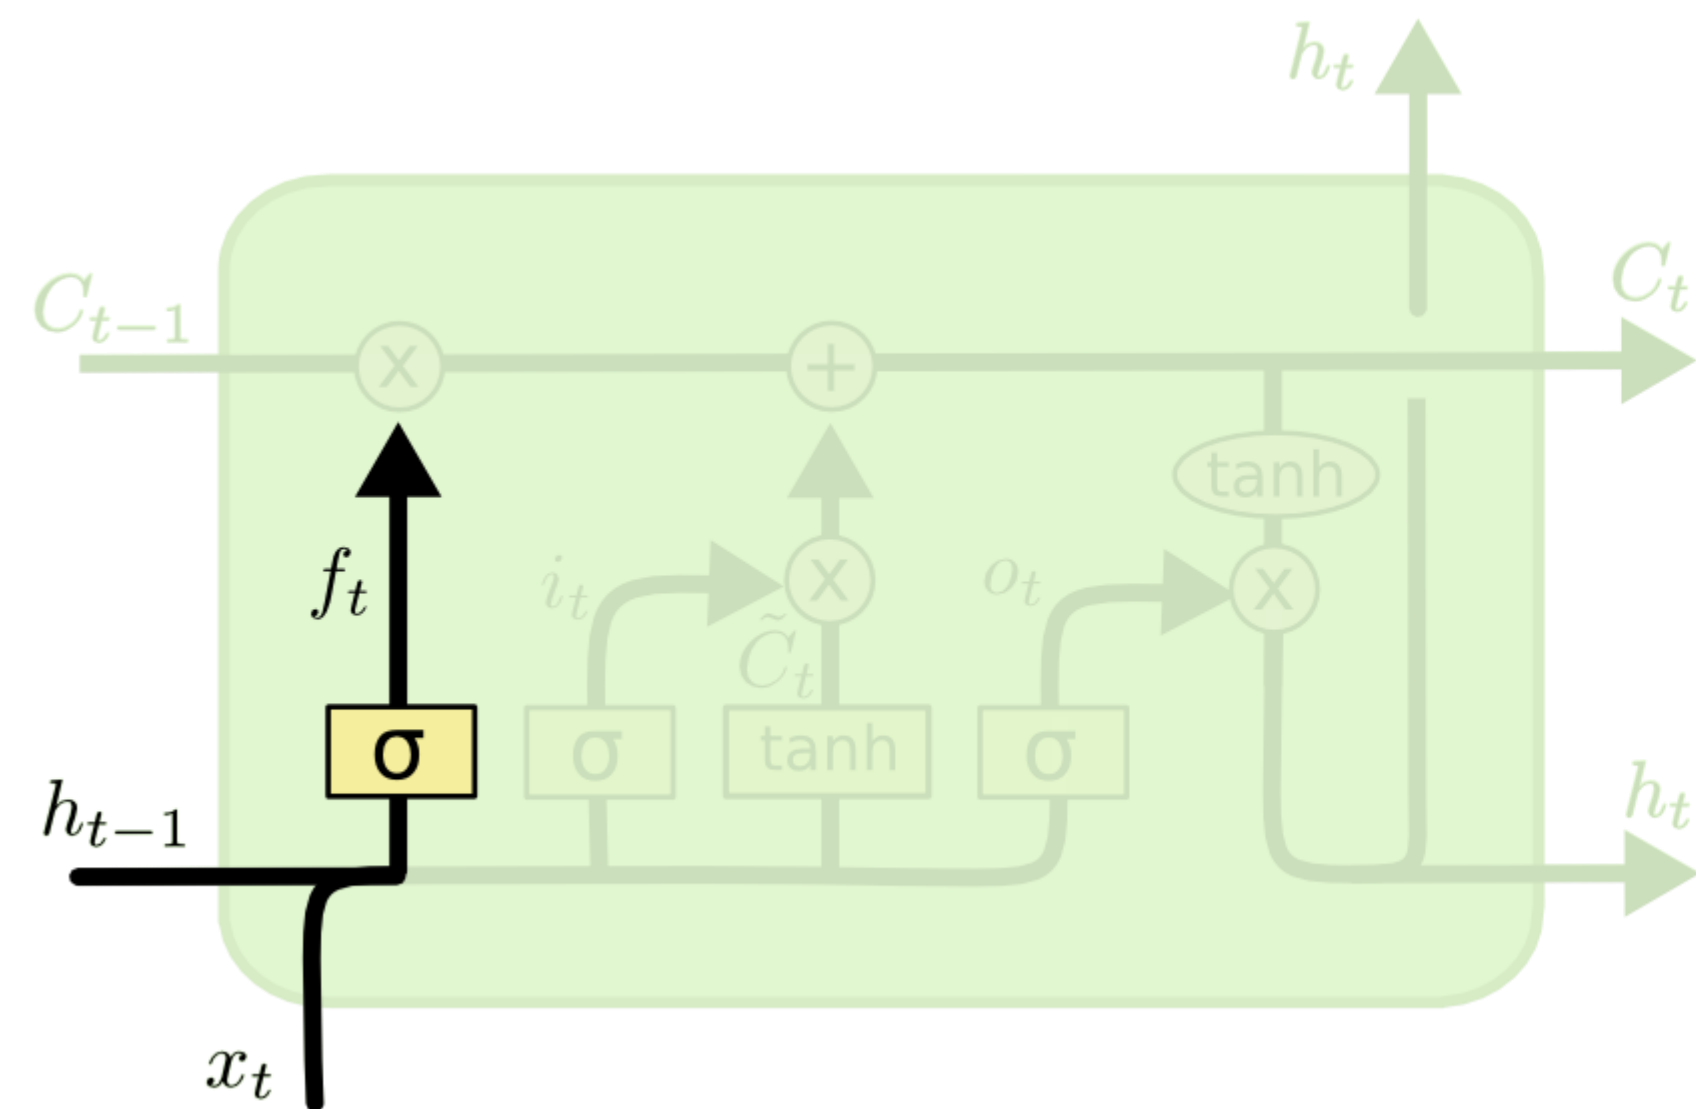 h_t
C_{t-1}
C_t
x
+
tanh
f_t
i_t
x
o_t
x
C̃_t
σ
σ
tanh
σ
h_{t-1}
h_t
x_t